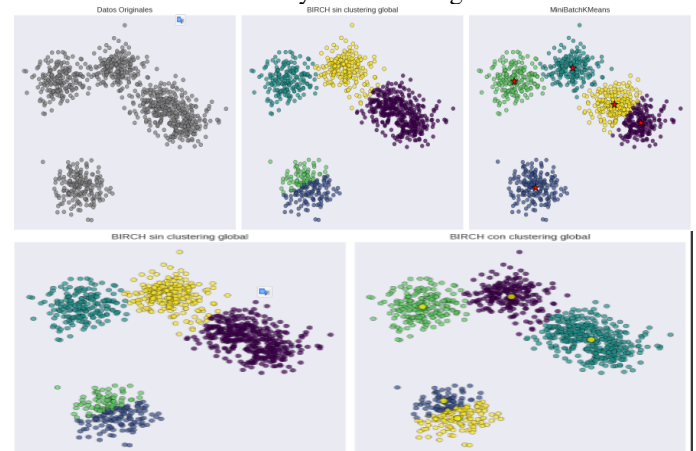 Datos Originales
BIRCH sin clustering global
MiniBatchKMeans
BIRCH sin clustering global
BIRCH con clustering global